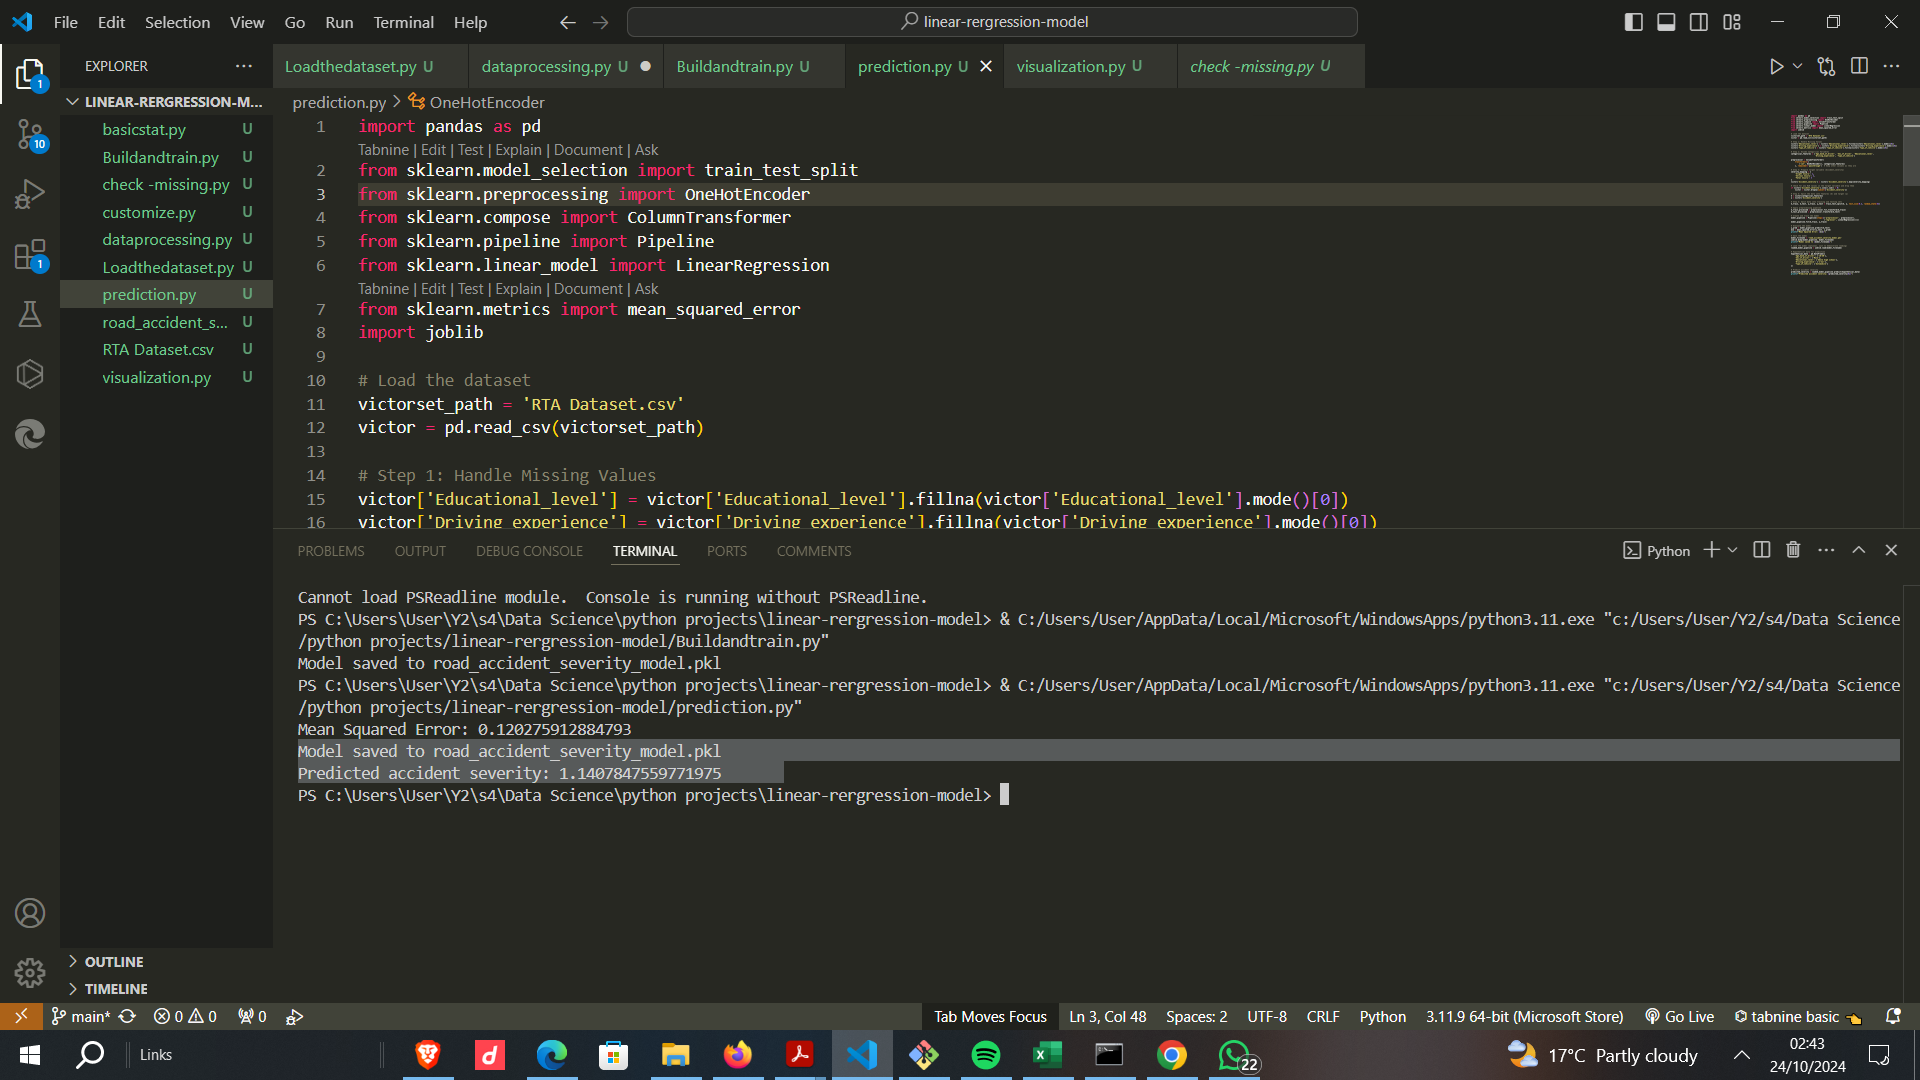 File Edit Selection View Go Run Terminal Help
linear-rergression-model
EXPLORER
Loadthedataset.py U
dataprocessing.py U
Buildandtrain.py U
prediction.py U
visualization.py U
check -missing.py U
1
10
1
LINEAR-RERGRESSION-M...
basicstat.py U
Buildandtrain.py U
check -missing.py U
customize.py U
dataprocessing.py U
Loadthedataset.py U
prediction.py U
road_accident_s... U
RTA Dataset.csv U
visualization.py U
OUTLINE
TIMELINE
prediction.py > OneHotEncoder
1 import pandas as pd
Tabnine | Edit | Test | Explain | Document | Ask
2 from sklearn.model_selection import train_test_split
3 from sklearn.preprocessing import OneHotEncoder
4 from sklearn.compose import ColumnTransformer
5 from sklearn.pipeline import Pipeline
6 from sklearn.linear_model import LinearRegression
Tabnine | Edit | Test | Explain | Document | Ask
7 from sklearn.metrics import mean_squared_error
8 import joblib
9
10 # Load the dataset
11 victorset_path = 'RTA Dataset.csv'
12 victor = pd.read_csv(victorset_path)
13
14 # Step 1: Handle Missing Values
15 victor['Educational_level'] = victor['Educational_level'].fillna(victor['Educational_level'].mode()[0])
16 victor['Driving_experience'] = victor['Driving_experience'].fillna(victor['Driving_experience'].mode()[0])
PROBLEMS OUTPUT DEBUG CONSOLE TERMINAL PORTS COMMENTS
Python
Cannot load PSReadline module.  Console is running without PSReadline.
PS C:\Users\User\Y2\s4\Data Science\python projects\linear-rergression-model> & C:/Users/User/AppData/Local/Microsoft/WindowsApps/python3.11.exe "c:/Users/User/Y2/s4/Data Science
/python projects/linear-rergression-model/Buildandtrain.py"
Model saved to road_accident_severity_model.pkl
PS C:\Users\User\Y2\s4\Data Science\python projects\linear-rergression-model> & C:/Users/User/AppData/Local/Microsoft/WindowsApps/python3.11.exe "c:/Users/User/Y2/s4/Data Science
/python projects/linear-rergression-model/prediction.py"
Mean Squared Error: 0.120275912884793
Model saved to road_accident_severity_model.pkl
Predicted accident severity: 1.1407847559771975
PS C:\Users\User\Y2\s4\Data Science\python projects\linear-rergression-model>
main* 0 0 0 Tab Moves Focus Ln 3, Col 48 Spaces: 2 UTF-8 CRLF Python 3.11.9 64-bit (Microsoft Store) Go Live tabnine basic
Links
22
17°C Partly cloudy
02:43
24/10/2024